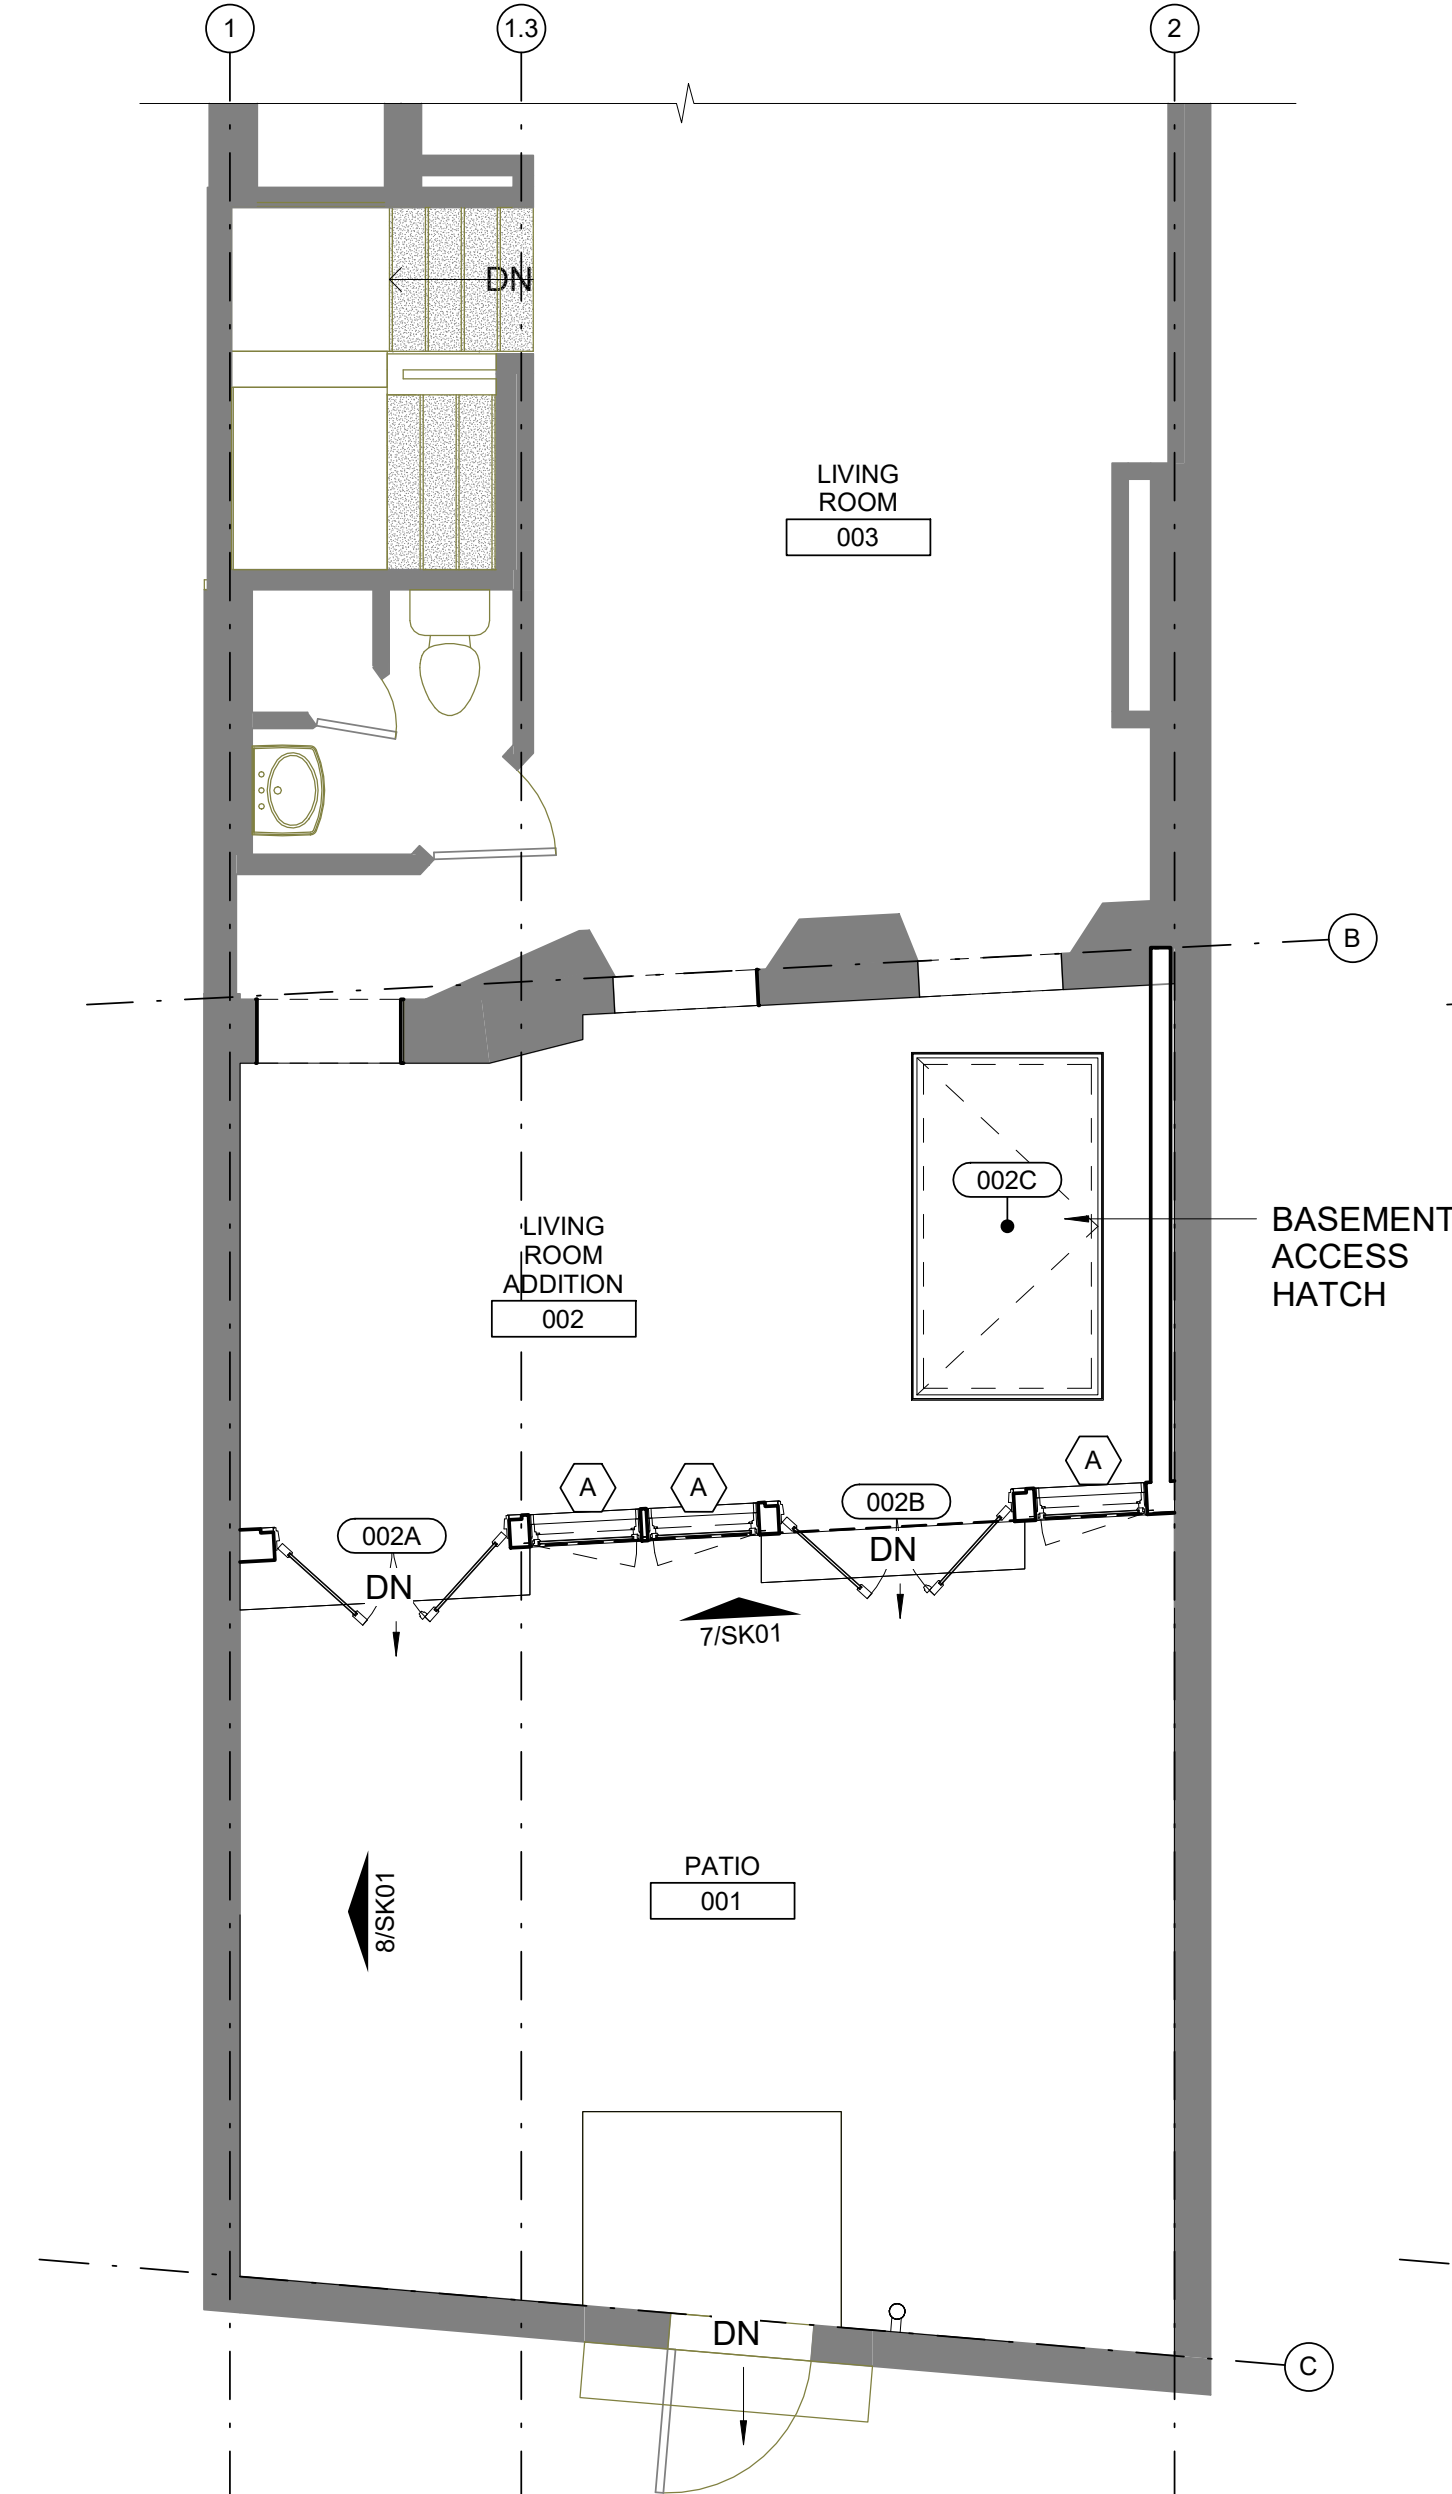 1
1.3
2
DN
LIVING
ROOM
003
B
002C
BASEMENT
ACCESS
HATCH
LIVING
ROOM
ADDITION
002
A
A
A
002A
002B
DN
DN
7/SK01
PATIO
001
8/SK01
DN
C